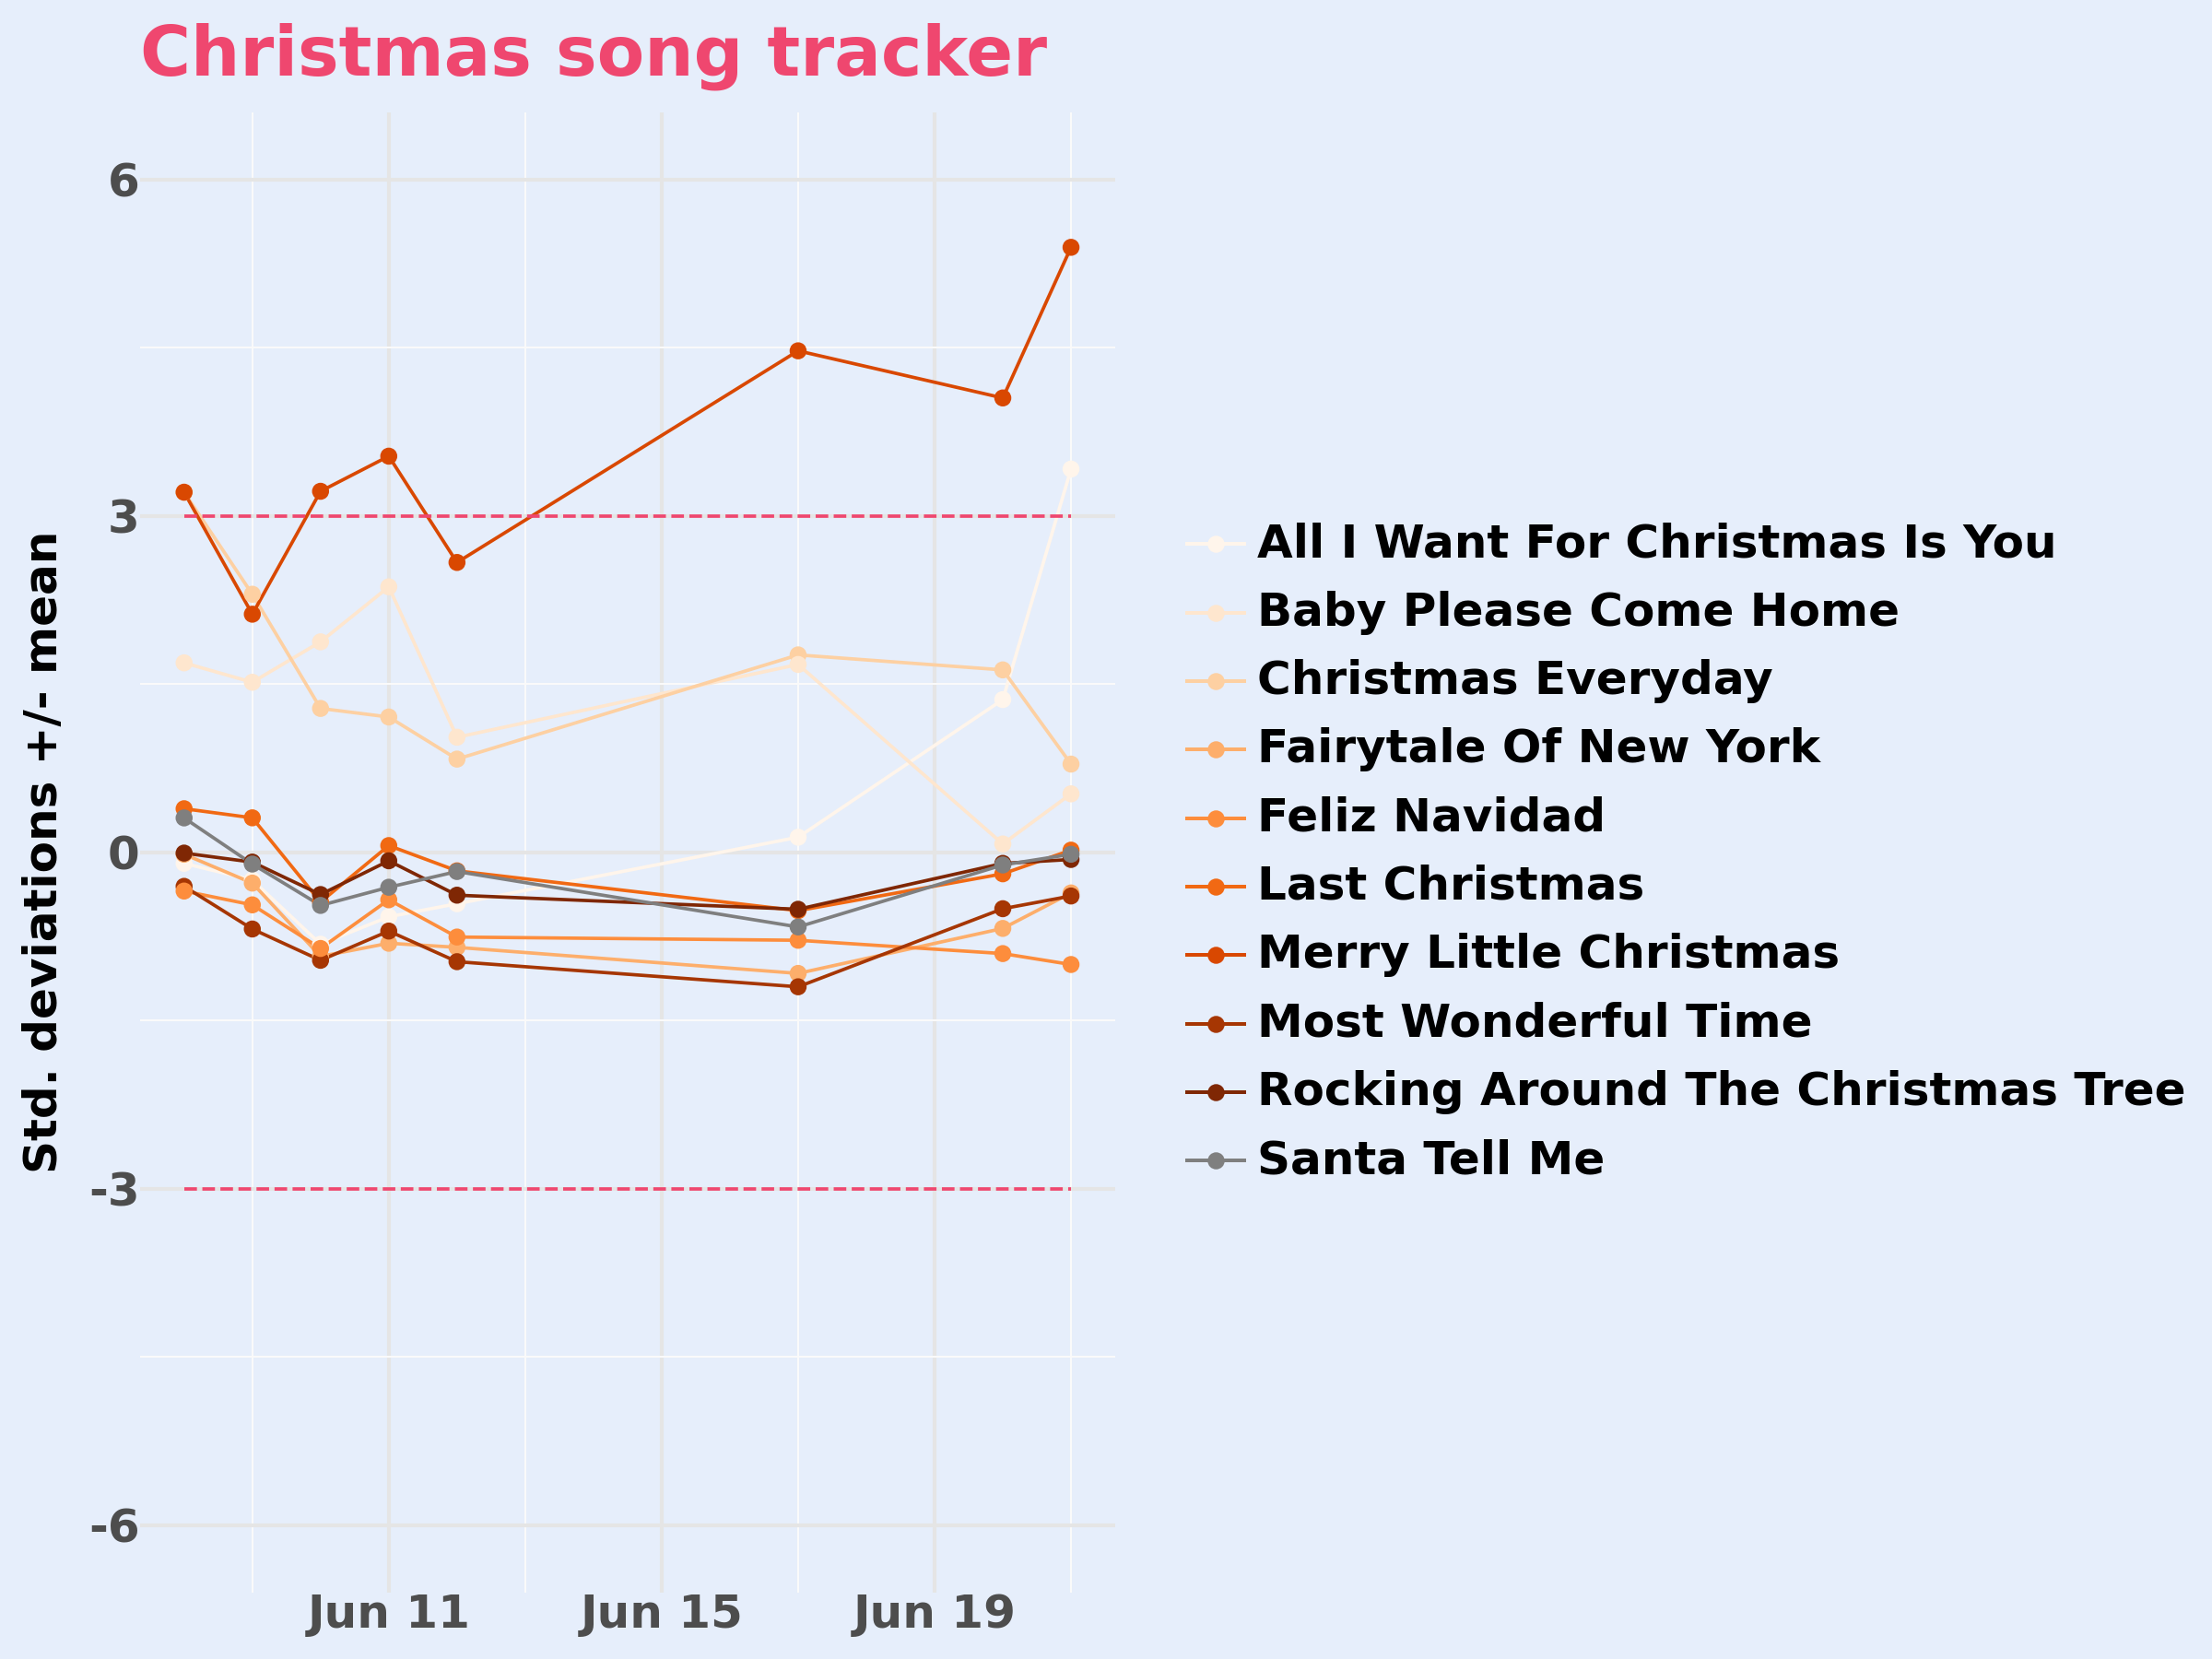 Christmas song tracker
Std. deviations +/- mean
6
3
0
-3
-6
Jun 11
Jun 15
Jun 19
All I Want For Christmas Is You
Baby Please Come Home
Christmas Everyday
Fairytale Of New York
Feliz Navidad
Last Christmas
Merry Little Christmas
Most Wonderful Time
Rocking Around The Christmas Tree
Santa Tell Me